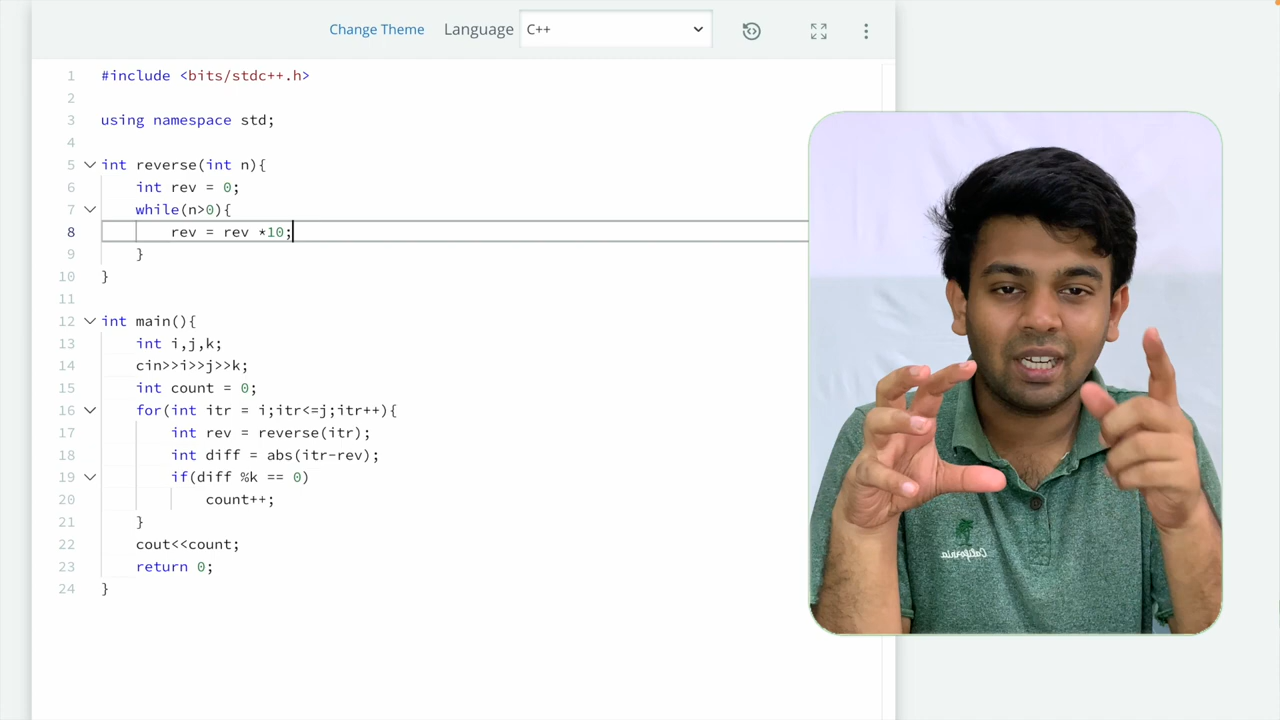 Change Theme Language C++
1 #include <bits/stdc++.h>
2
3 using namespace std;
4
5 int reverse(int n){
6 int rev = 0;
7 while(n>0){
8 rev = rev *10;
9 }
10 }
11
12 int main(){
13 int i,j,k;
14 cin>>i>>j>>k;
15 int count = 0;
16 for(int itr = i;itr<=j;itr++){
17 int rev = reverse(itr);
18 int diff = abs(itr-rev);
19 if(diff %k == 0)
20 count++;
21 }
22 cout<<count;
23 return 0;
24 }
California